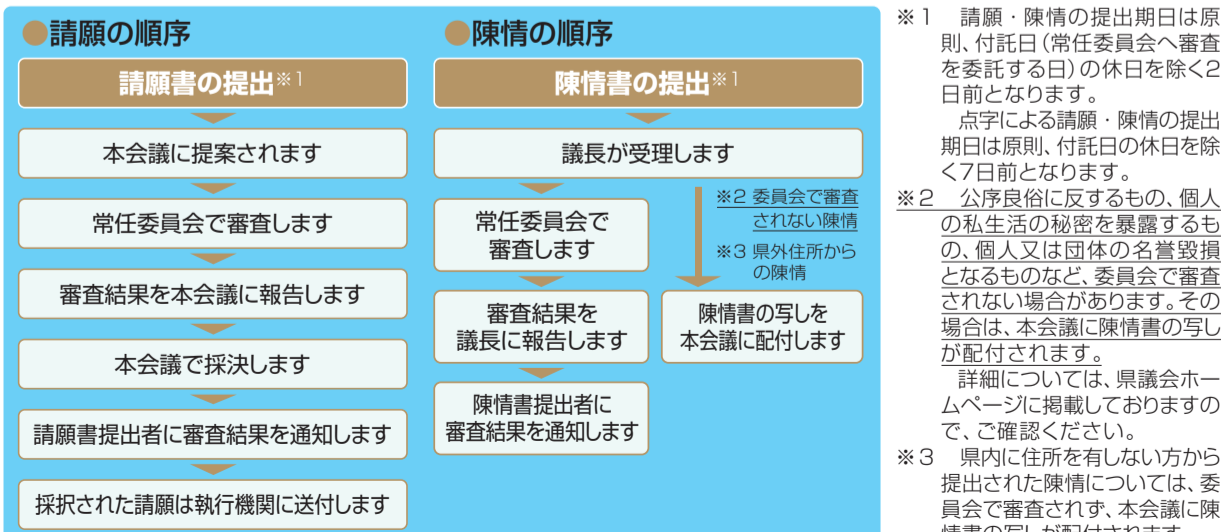 ●請願の順序
請願書の提出※1
本会議に提案されます
常任委員会で審査します
審査結果を本会議に報告します
本会議で採決します
請願書提出者に審査結果を通知します
採択された請願は執行機関に送付します
●陳情の順序
陳情書の提出※1
議長が受理します
常任委員会で
審査します
審査結果を
議長に報告します
陳情書提出者に
審査結果を通知します
※2 委員会で審査
されない陳情
※3 県外住所から
の陳情
陳情書の写しを
本会議に配付します
※1 請願・陳情の提出期日は原
則、付託日(常任委員会へ審査
を委託する日)の休日を除く2
日前となります。
点字による請願・陳情の提出
期日は原則、付託日の休日を除
く7日前となります。
※2 公序良俗に反するもの、個人
の私生活の秘密を暴露するも
の、個人又は団体の名誉毀損
となるものなど、委員会で審査
されない場合があります。その
場合は、本会議に陳情書の写し
が配付されます。
詳細については、県議会ホー
ムページに掲載しておりますの
で、ご確認ください。
※3 県内に住所を有しない方から
提出された陳情については、委
員会で審査されず、本会議に陳
情書の写しが配付されます。